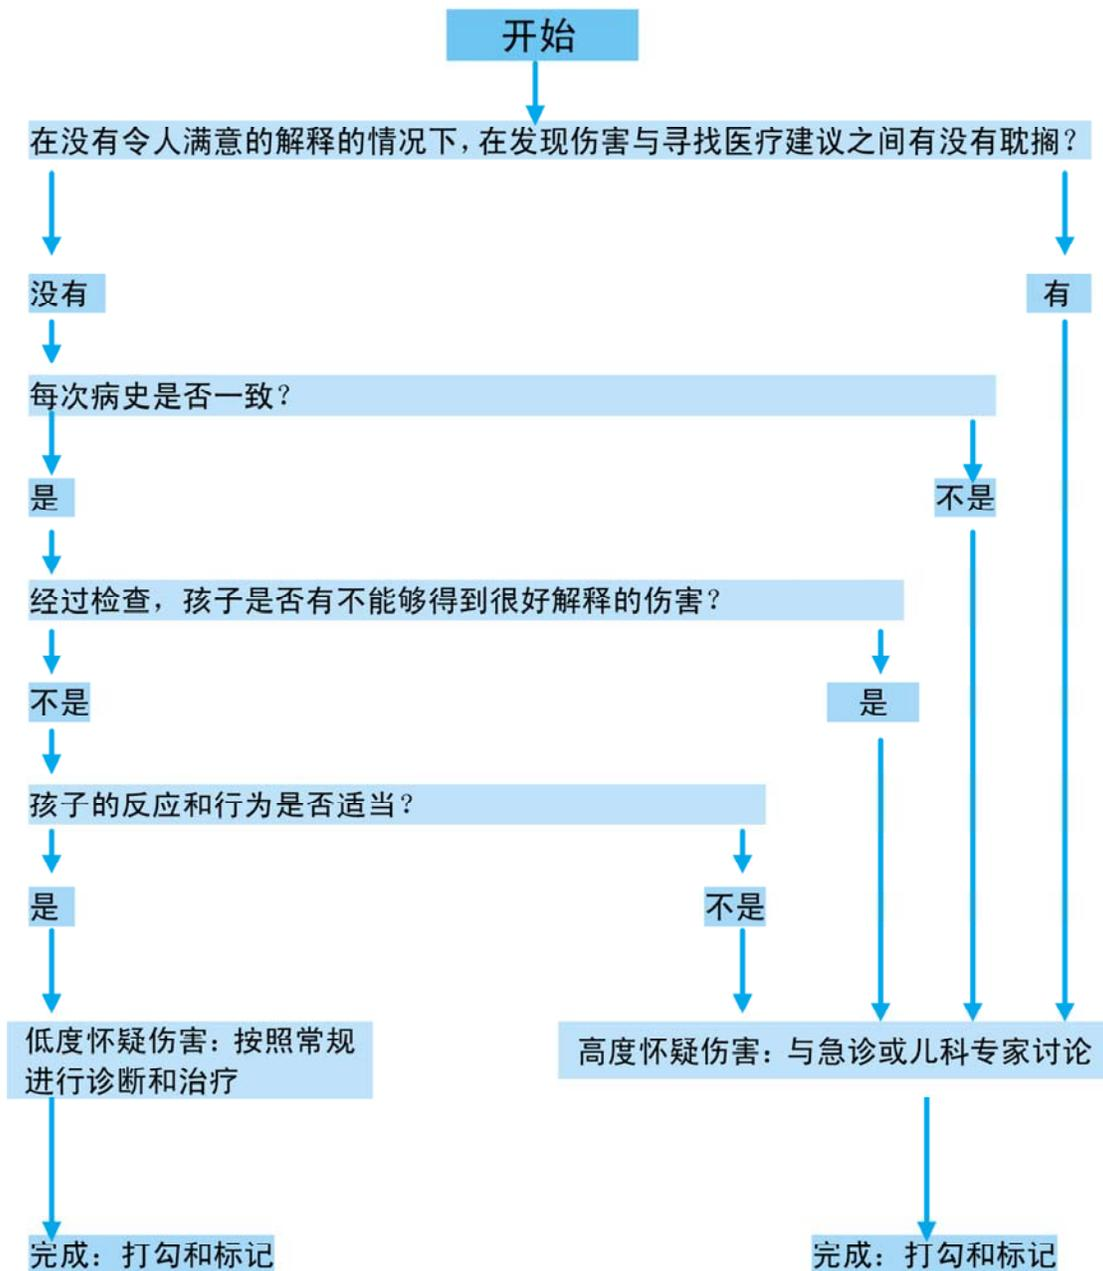 开始
在没有令人满意的解释的情况下，在发现伤害与寻找医疗建议之间有没有耽搁？
没有
有
每次病史是否一致？
是
不是
经过检查，孩子是否有不能够得到很好解释的伤害？
不是
是
孩子的反应和行为是否适当？
是
不是
低度怀疑伤害：按照常规
进行诊断和治疗
高度怀疑伤害：与急诊或儿科专家讨论
完成：打勾和标记
完成：打勾和标记